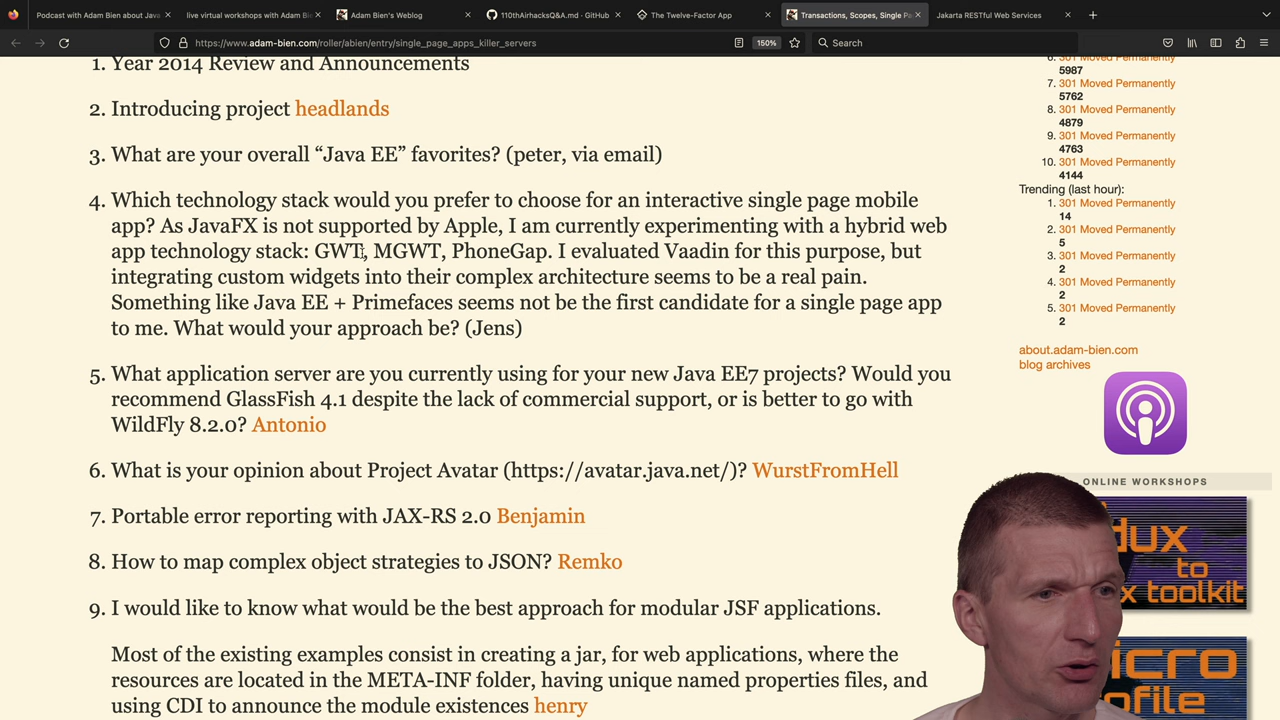 Podcast with Adam Bien about Java
live virtual workshops with Adam Bi
Adam Bien's Weblog
110thAirhacksQ&A.md · GitHub
The Twelve-Factor App
Transactions, Scopes, Single P
Jakarta RESTful Web Services
https://www.adam-bien.com/roller/abien/entry/single_page_apps_killer_servers
150%
Search
1. Year 2014 Review and Announcements
2. Introducing project headlands
3. What are your overall “Java EE” favorites? (peter, via email)
4. Which technology stack would you prefer to choose for an interactive single page mobile
app? As JavaFX is not supported by Apple, I am currently experimenting with a hybrid web
app technology stack: GWT, MGWT, PhoneGap. I evaluated Vaadin for this purpose, but
integrating custom widgets into their complex architecture seems to be a real pain.
Something like Java EE + Primefaces seems not be the first candidate for a single page app
to me. What would your approach be? (Jens)
5. What application server are you currently using for your new Java EE7 projects? Would you
recommend GlassFish 4.1 despite the lack of commercial support, or is better to go with
WildFly 8.2.0? Antonio
6. What is your opinion about Project Avatar (https://avatar.java.net/)? WurstFromHell
7. Portable error reporting with JAX-RS 2.0 Benjamin
8. How to map complex object strategies to JSON? Remko
9. I would like to know what would be the best approach for modular JSF applications.
Most of the existing examples consist in creating a jar, for web applications, where the
resources are located in the META-INF folder, having unique named properties files, and
using CDI to announce the module existences henry
6. 301 Moved Permanently
5987
7. 301 Moved Permanently
5762
8. 301 Moved Permanently
4879
9. 301 Moved Permanently
4763
10. 301 Moved Permanently
4144
Trending (last hour):
1. 301 Moved Permanently
14
2. 301 Moved Permanently
5
3. 301 Moved Permanently
2
4. 301 Moved Permanently
2
5. 301 Moved Permanently
2
about.adam-bien.com
blog archives
ONLINE WORKSHOPS
dux
to
x toolkit
icro
ofile